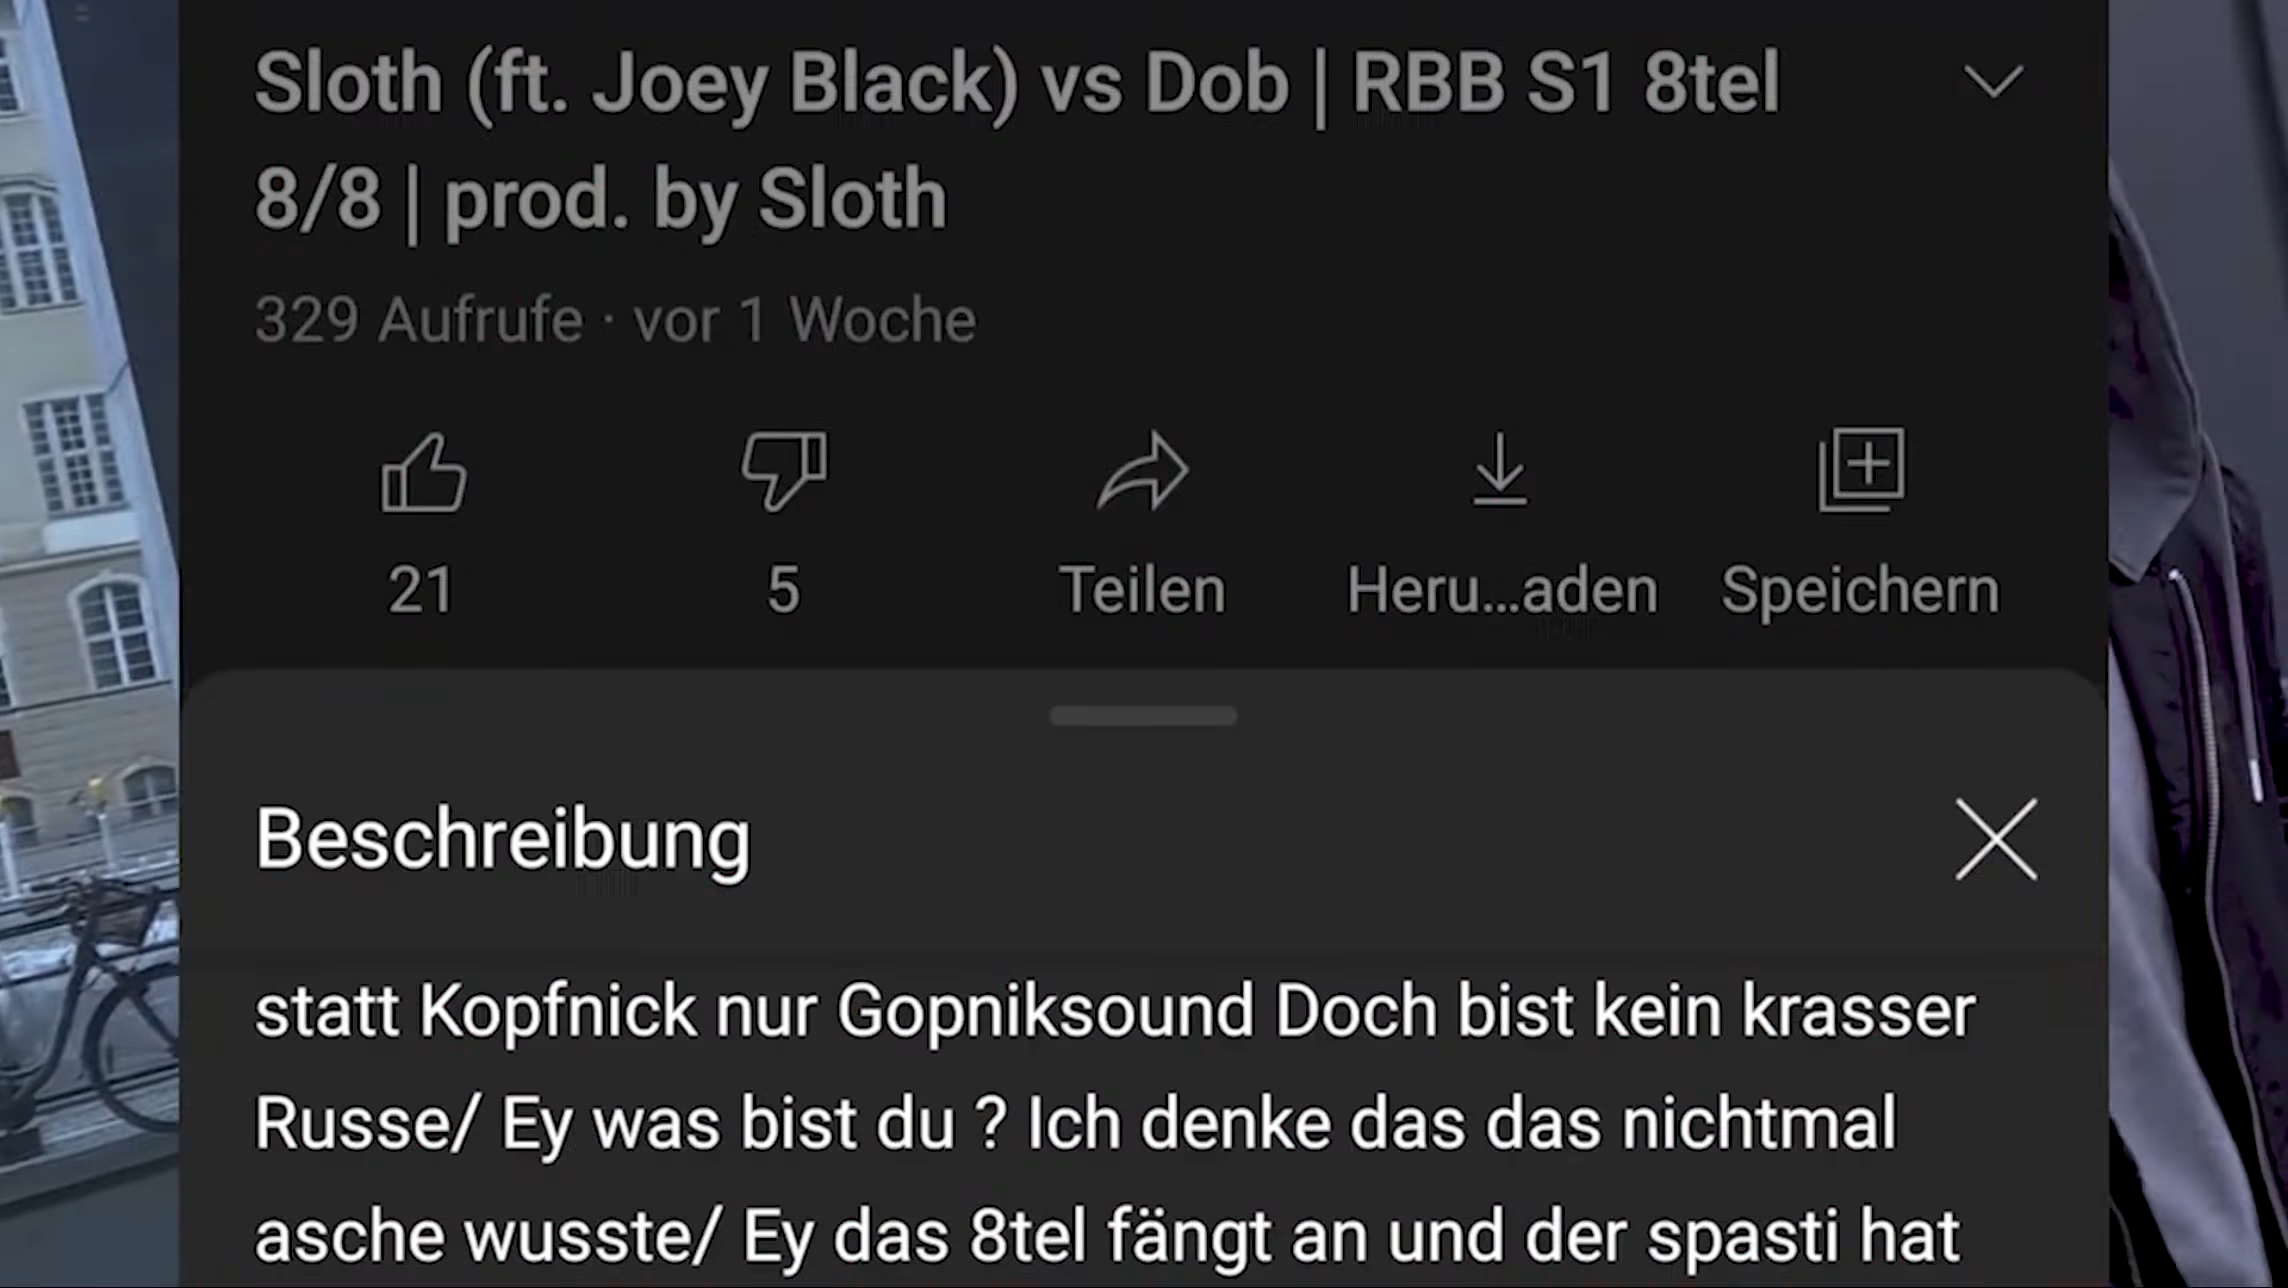 Sloth (ft. Joey Black) vs Dob | RBB S1 8tel
8/8 | prod. by Sloth
329 Aufrufe · vor 1 Woche
21
5
Teilen
Heru...aden
Speichern
Beschreibung
statt Kopfnick nur Gopniksound Doch bist kein krasser
Russe/ Ey was bist du ? Ich denke das das nichtmal
asche wusste/ Ey das 8tel fängt an und der spasti hat